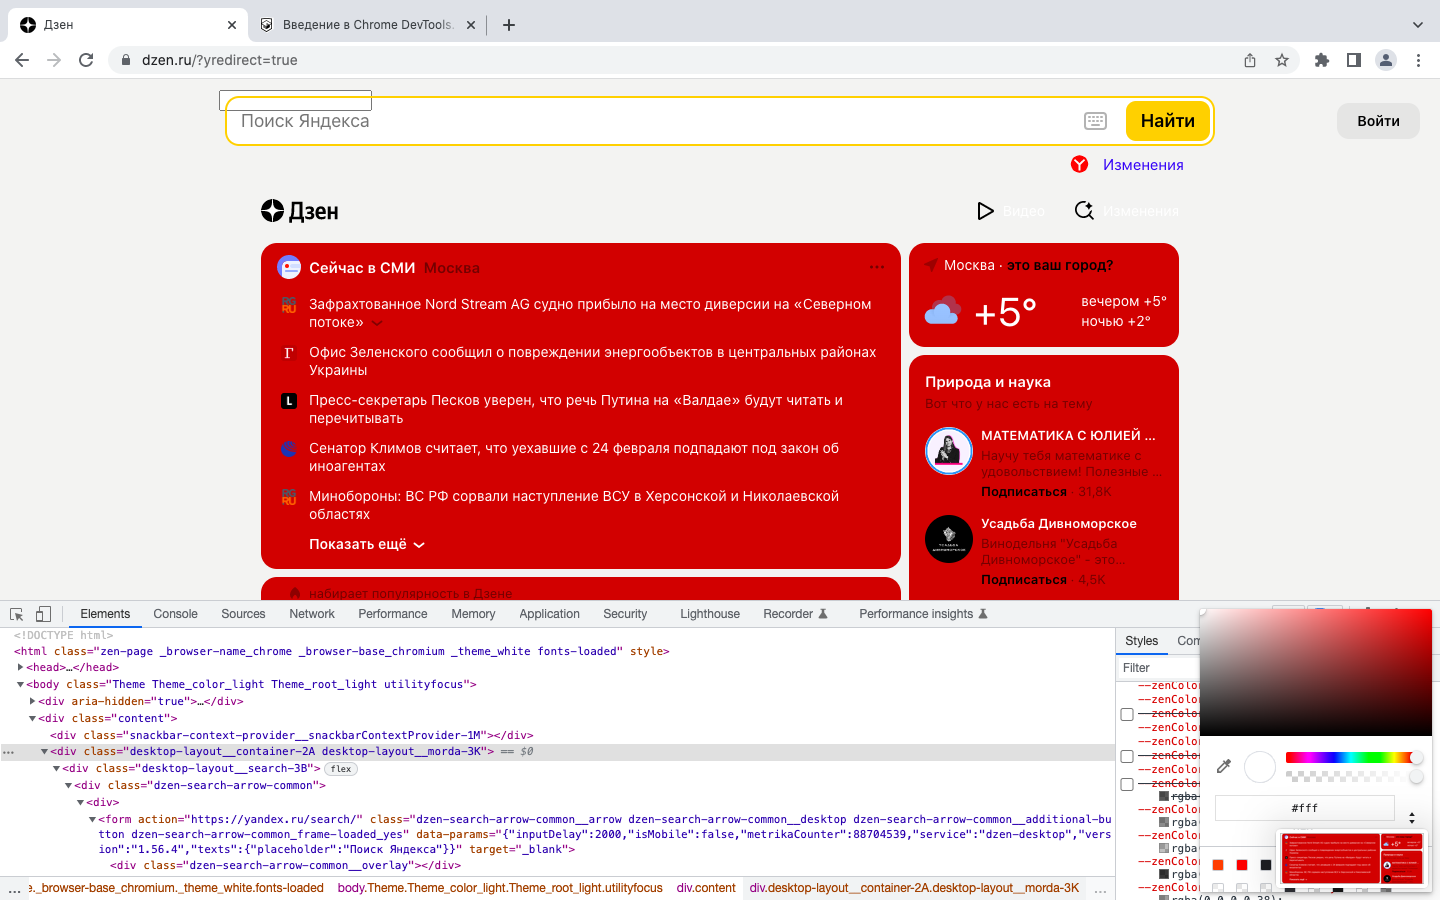 Дзен
Введение в Chrome DevTools.
dzen.ru/?yredirect=true
Поиск Яндекса
Найти
Войти
Изменения
Дзен
Видео
Изменения
Сейчас в СМИ Москва
Зафрахтованное Nord Stream AG судно прибыло на место диверсии на «Северном
потоке»
Офис Зеленского сообщил о повреждении энергообъектов в центральных районах
Украины
Пресс-секретарь Песков уверен, что речь Путина на «Валдае» будут читать и
перечитывать
Сенатор Климов считает, что уехавшие с 24 февраля подпадают под закон об
иноагентах
Минобороны: ВС РФ сорвали наступление ВСУ в Херсонской и Николаевской
областях
Показать ещё
набирает популярность в Дзене
Москва · это ваш город?
+5°
вечером +5°
ночью +2°
Природа и наука
Вот что у нас есть на тему
МАТЕМАТИКА С ЮЛИЕЙ ...
Научу тебя математике с
удовольствием! Полезные ...
Подписаться · 31,8K
Усадьба Дивноморское
Винодельня "Усадьба
Дивноморское" - это...
Подписаться · 4,5K
Elements Console Sources Network Performance Memory Application Security Lighthouse Recorder Performance insights
<!DOCTYPE html>
<html class="zen-page _browser-name_chrome _browser-base_chromium _theme_white fonts-loaded" style>
<head>…</head>
<body class="Theme Theme_color_light Theme_root_light utilityfocus">
<div aria-hidden="true">…</div>
<div class="content">
<div class="snackbar-context-provider__snackbarContextProvider-1M"></div>
<div class="desktop-layout__container-2A desktop-layout__morda-3K"> == $0
<div class="desktop-layout__search-3B"> flex
<div class="dzen-search-arrow-common">
<div>
<form action="https://yandex.ru/search/" class="dzen-search-arrow-common__arrow dzen-search-arrow-common__desktop dzen-search-arrow-common__additional-bu
tton dzen-search-arrow-common_frame-loaded_yes" data-params="{"inputDelay":2000,"isMobile":false,"metrikaCounter":88704539,"service":"dzen-desktop","ver
ion":"1.56.4","texts":{"placeholder":"Поиск Яндекса"}}" target="_blank">
<div class="dzen-search-arrow-common__overlay"></div>
... e._browser-base_chromium._theme_white.fonts-loaded body.Theme.Theme_color_light.Theme_root_light.utilityfocus div.content div.desktop-layout__container-2A.desktop-layout__morda-3K ...
Styles Com
Filter
--zenColor
--zenColo
--zenColo
--zenColo
--zenColo
--zenColo
--zenColo
--zenColo
rgba
--zenColo
rgba
--zenColo
rgba
--zenColo
rgba
--zenColo
rgba(0,0,0,0.38);
#fff